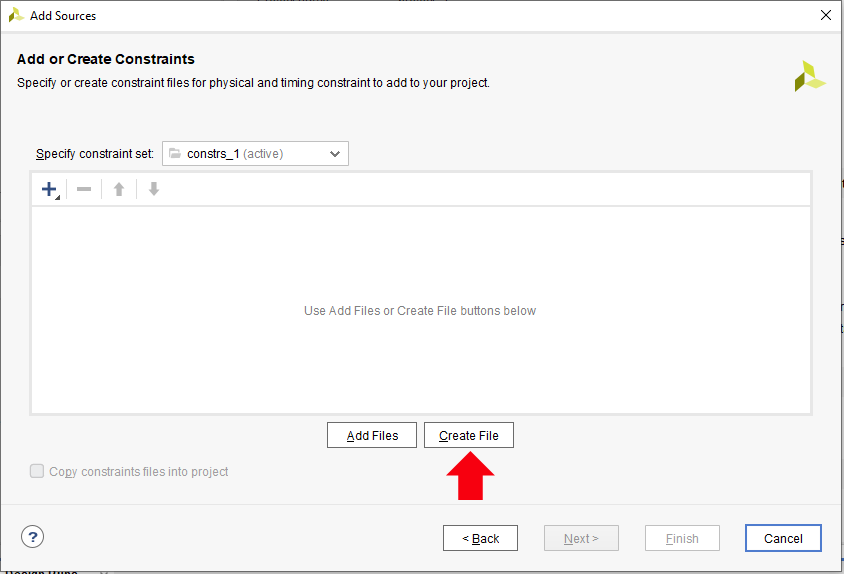 Add Sources
Add or Create Constraints
Specify or create constraint files for physical and timing constraint to add to your project.
Specify constraint set: constrs_1 (active)
Use Add Files or Create File buttons below
Add Files Create File
Copy constraints files into project
? < Back Next > Finish Cancel